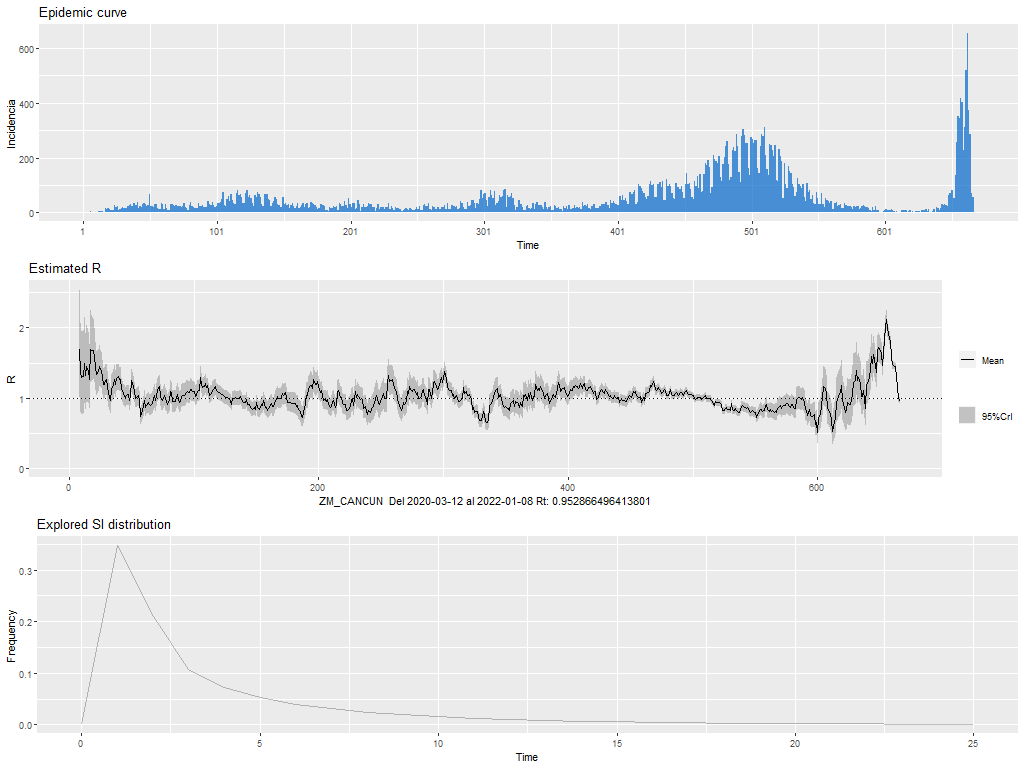 Epidemic curve
600
400
200
0
Incidencia
1
101
201
301
401
501
601
Time
Estimated R
2
1
0
R
Mean
95%CrI
0
200
400
600
ZM_CANCUN Del 2020-03-12 al 2022-01-08 Rt: 0.952866496413801
Explored SI distribution
0.3
0.2
0.1
0.0
Frequency
0
5
10
15
20
25
Time